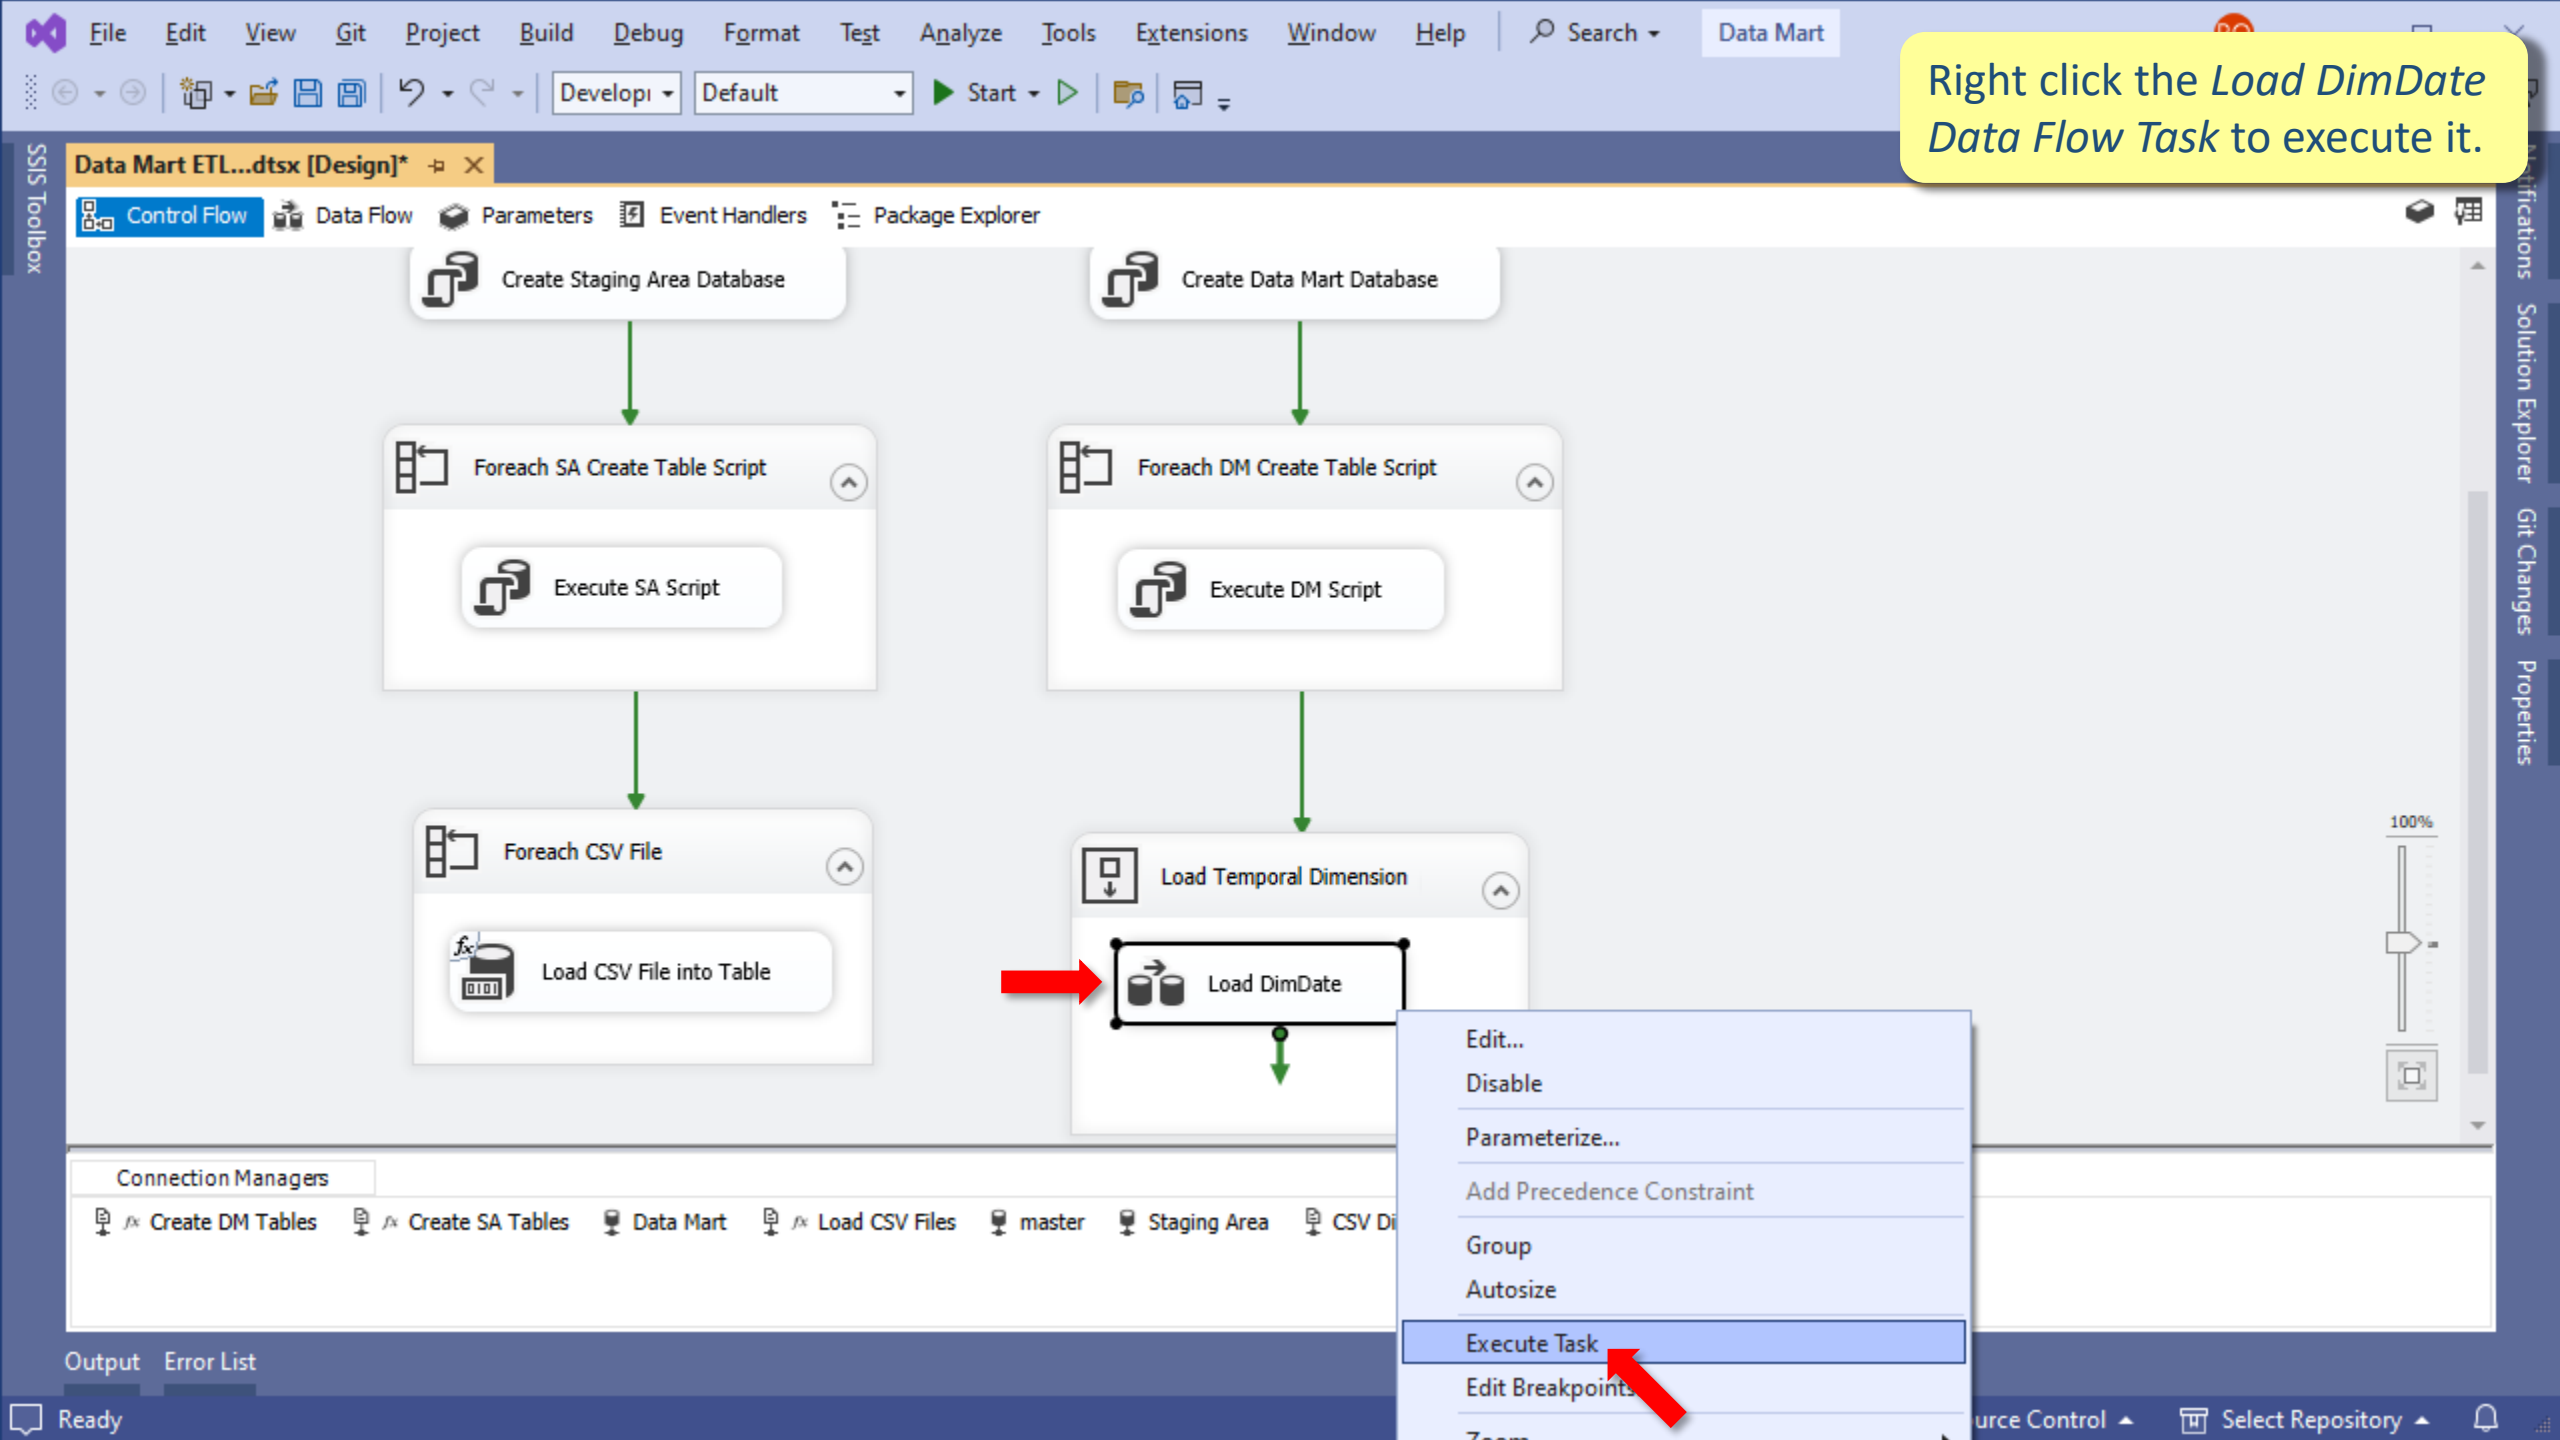 File Edit View Git Project Build Debug Format Test Analyze Tools Extensions Window Help Search Data Mart
Right click the Load DimDate
Data Flow Task to execute it.
Default Start
SSIS Toolbox
Data Mart ETL...dtsx [Design]*
Control Flow Data Flow Parameters Event Handlers Package Explorer
Create Staging Area Database
Create Data Mart Database
Foreach SA Create Table Script
Foreach DM Create Table Script
Execute SA Script
Execute DM Script
Foreach CSV File
Load Temporal Dimension
fx
Load CSV File into Table
Load DimDate
100%
Solution Explorer
Git Changes
Properties
Edit...
Disable
Parameterize...
Add Precedence Constraint
Group
Autosize
Execute Task
Edit Breakpoints
Connection Managers
fx Create DM Tables fx Create SA Tables Data Mart fx Load CSV Files master Staging Area CSV
Output Error List
Ready
Control Select Repository